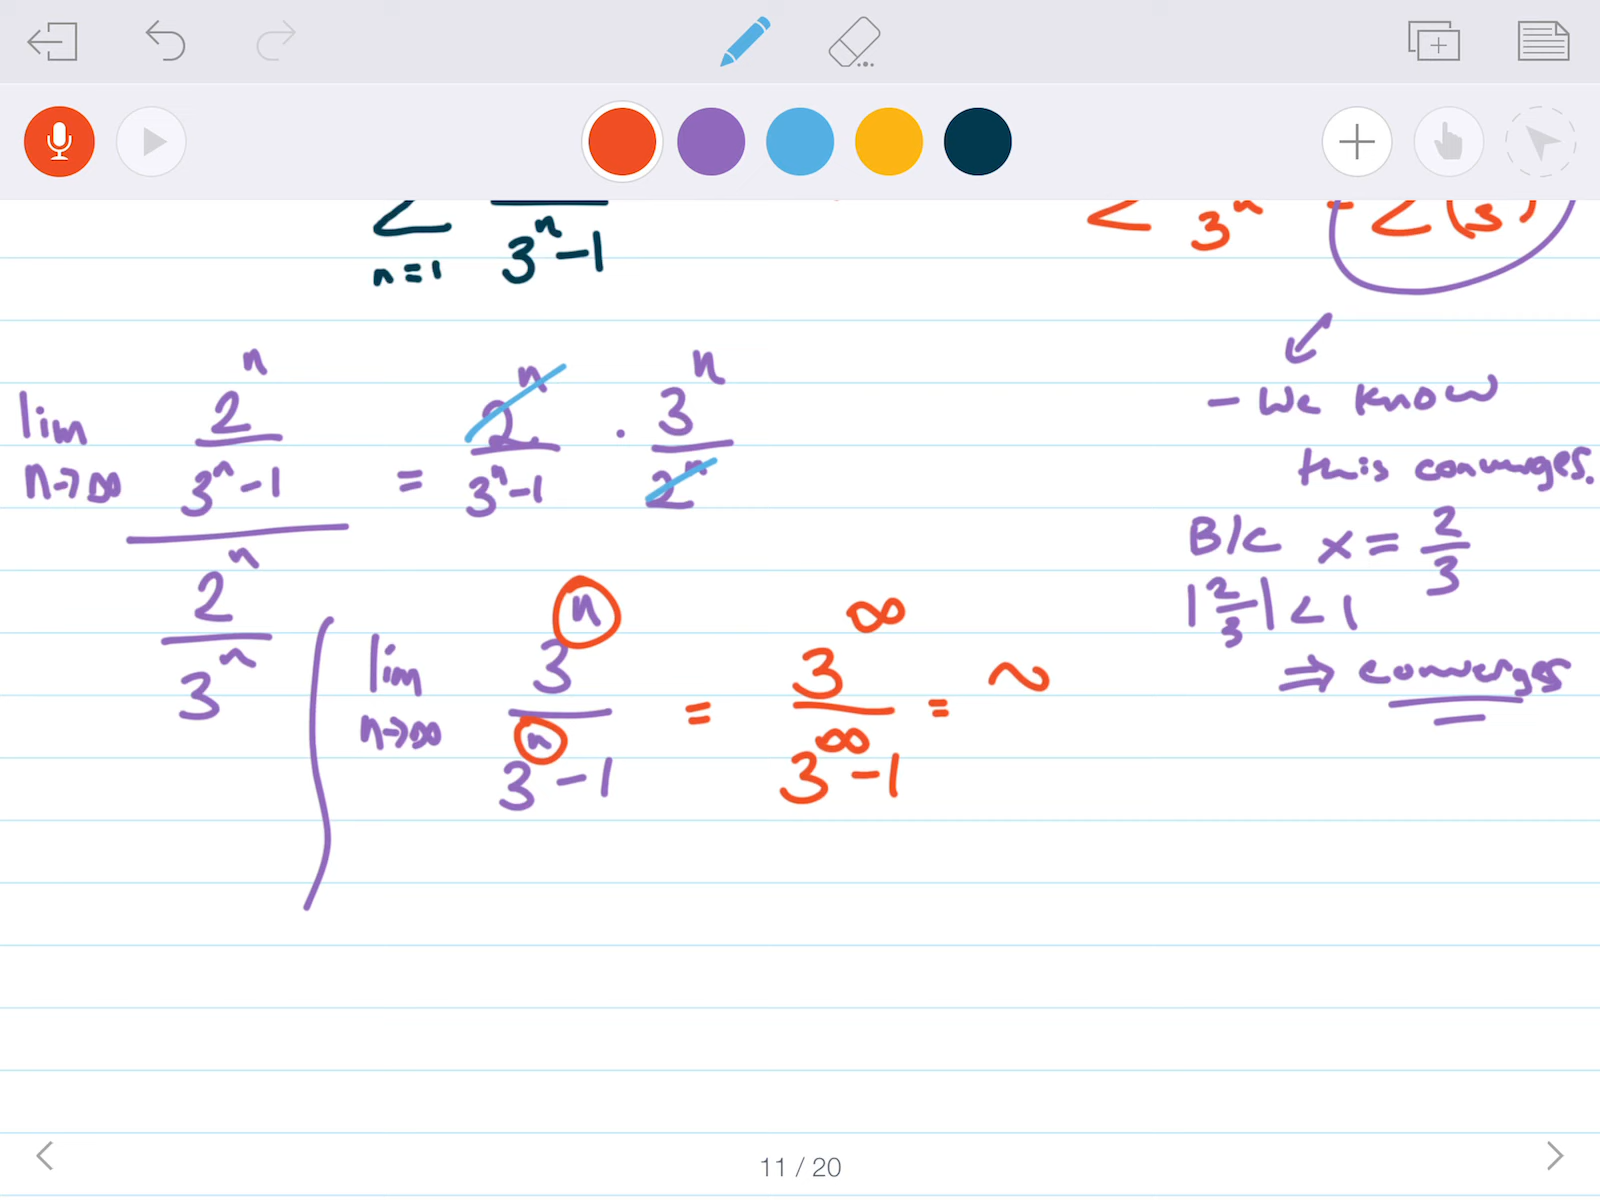 ∑ n=1 3^n-1
< 3^n = ∑(3)
lim n→∞ (2^n/(3^n-1))/(2^n/3^n) = 2^n/(3^n-1) · 3^n/2^n
- We know
this converges.
B/c x = 2/3
|2/3| < 1
⇒ converges
lim n→∞ 3^n/(3^n-1) = 3^∞/(3^∞-1) = ~
11 / 20